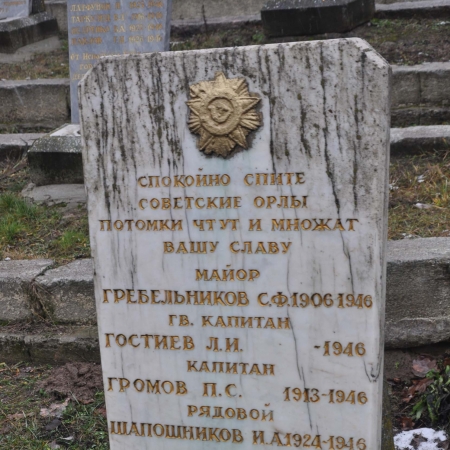 СПОКОЙНО СПИТЕ
СОВЕТСКИЕ ОРЛЫ
ПОТОМКИ ЧТУТ И МНОЖАТ
ВАШУ СЛАВУ
МАЙОР
ГРЕБЕЛЬНИКОВ С.Ф.1906-1946
ГВ. КАПИТАН
ГОСТИЕВ Л.И. -1946
КАПИТАН
ГРОМОВ П.С. 1913-1946
РЯДОВОЙ
ШАПОШНИКОВ И.А.1924-1946